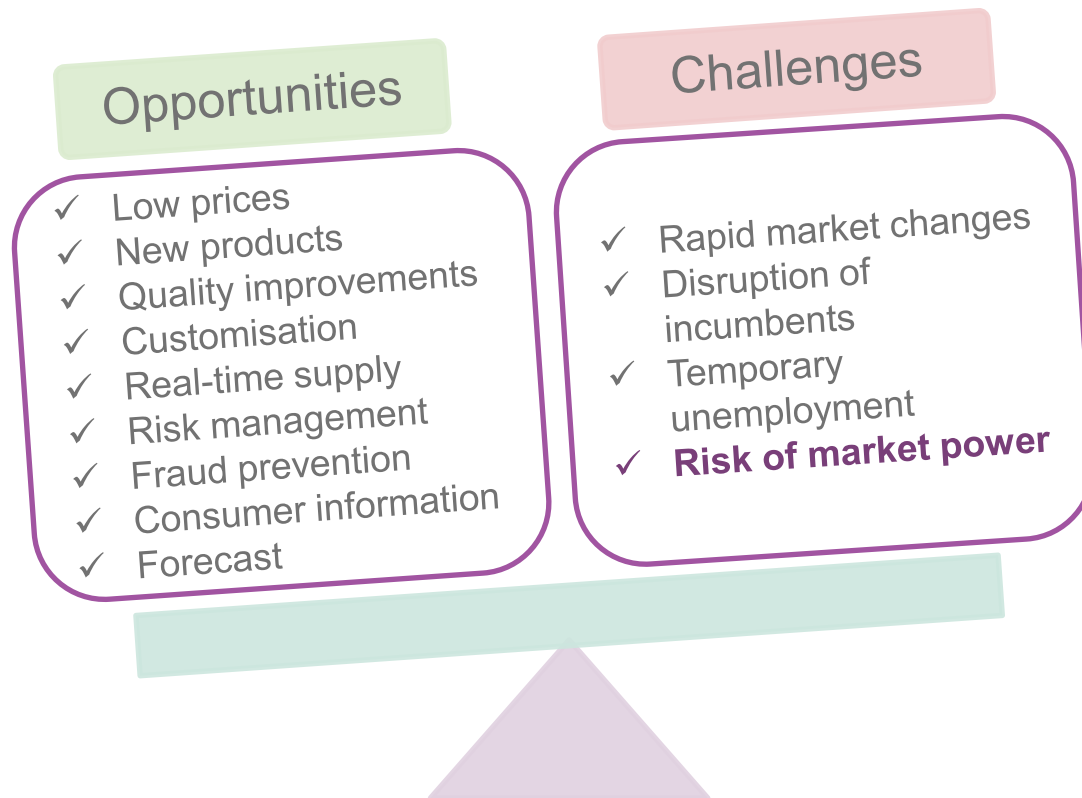 Opportunities
✓ Low prices
✓ New products
✓ Quality improvements
✓ Customisation
✓ Real-time supply
✓ Risk management
✓ Fraud prevention
✓ Consumer information
✓ Forecast
Challenges
✓ Rapid market changes
✓ Disruption of
incumbents
✓ Temporary
unemployment
✓ Risk of market power